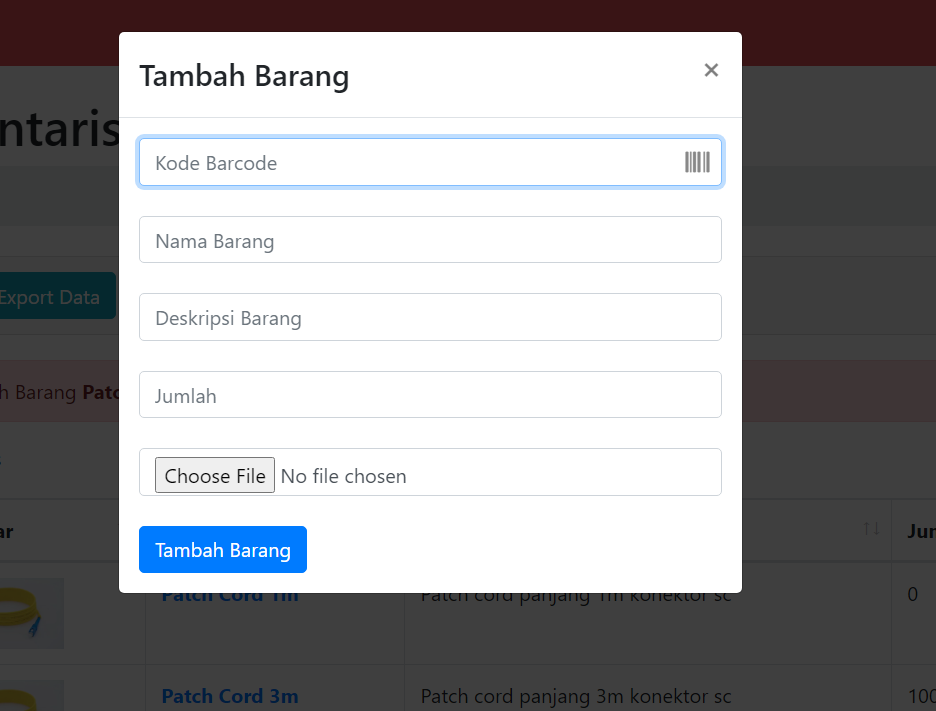 Tambah Barang
×
ntaris
Kode Barcode
Nama Barang
Export Data
Deskripsi Barang
h Barang Patc
Jumlah
Choose File No file chosen
ar
Jum
Tambah Barang
Patch Cord 1m
Patch cord panjang 1m konektor sc
0
Patch Cord 3m
Patch cord panjang 3m konektor sc
100